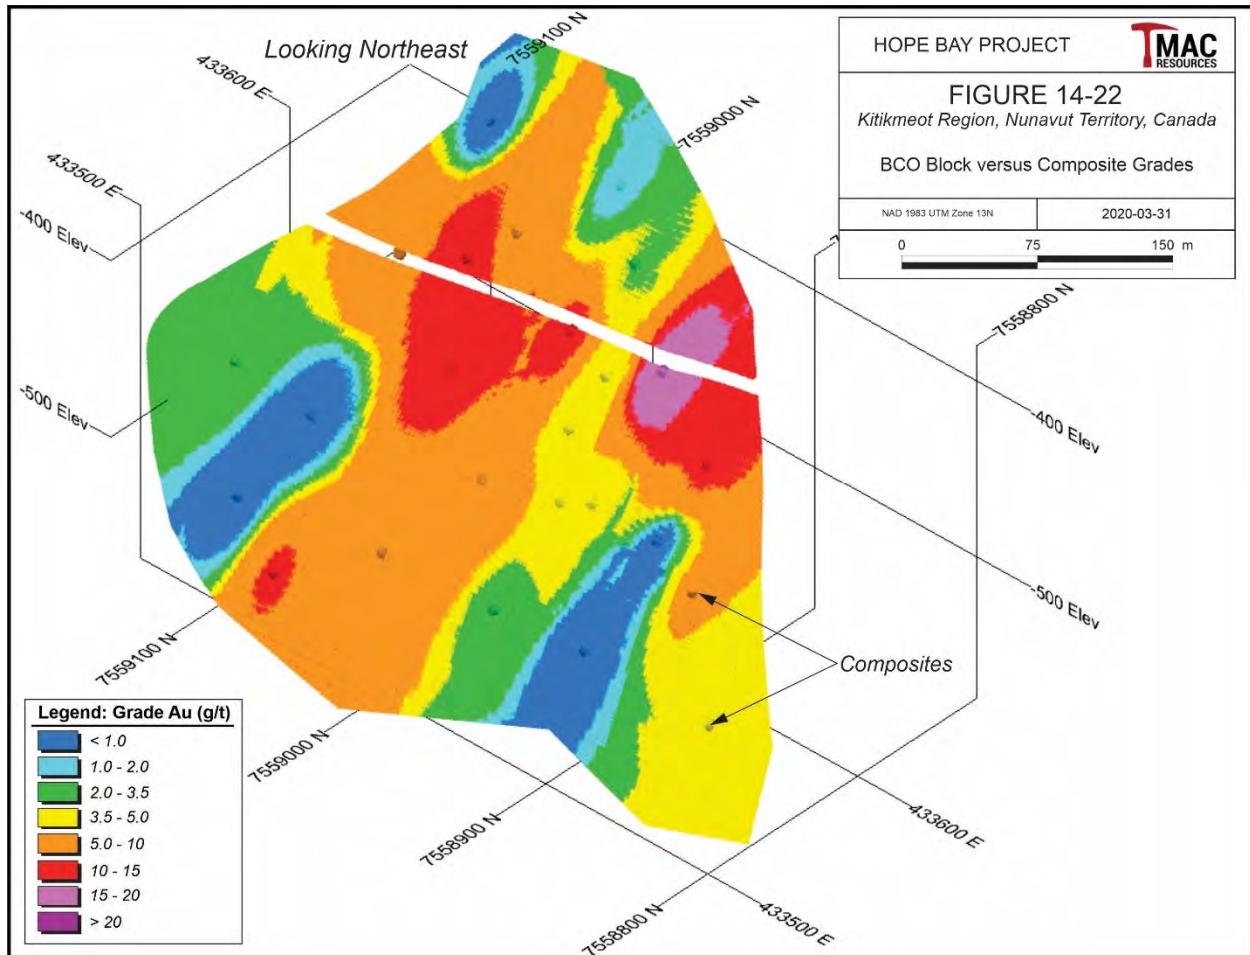 Looking Northeast
7559100 N
433600 E
7559000 N
433500 E
-400 Elev
-500 Elev
HOPE BAY PROJECT
TMAC
RESOURCES
FIGURE 14-22
Kitikmeot Region, Nunavut Territory, Canada
BCO Block versus Composite Grades
NAD 1983 UTM Zone 13N
2020-03-31
0 75 150 m
7558800 N
-400 Elev
-500 Elev
Composites
7559100 N
7559000 N
7558900 N
7558800 N
433600 E
433500 E
Legend: Grade Au (g/t)
< 1.0
1.0 - 2.0
2.0 - 3.5
3.5 - 5.0
5.0 - 10
10 - 15
15 - 20
> 20